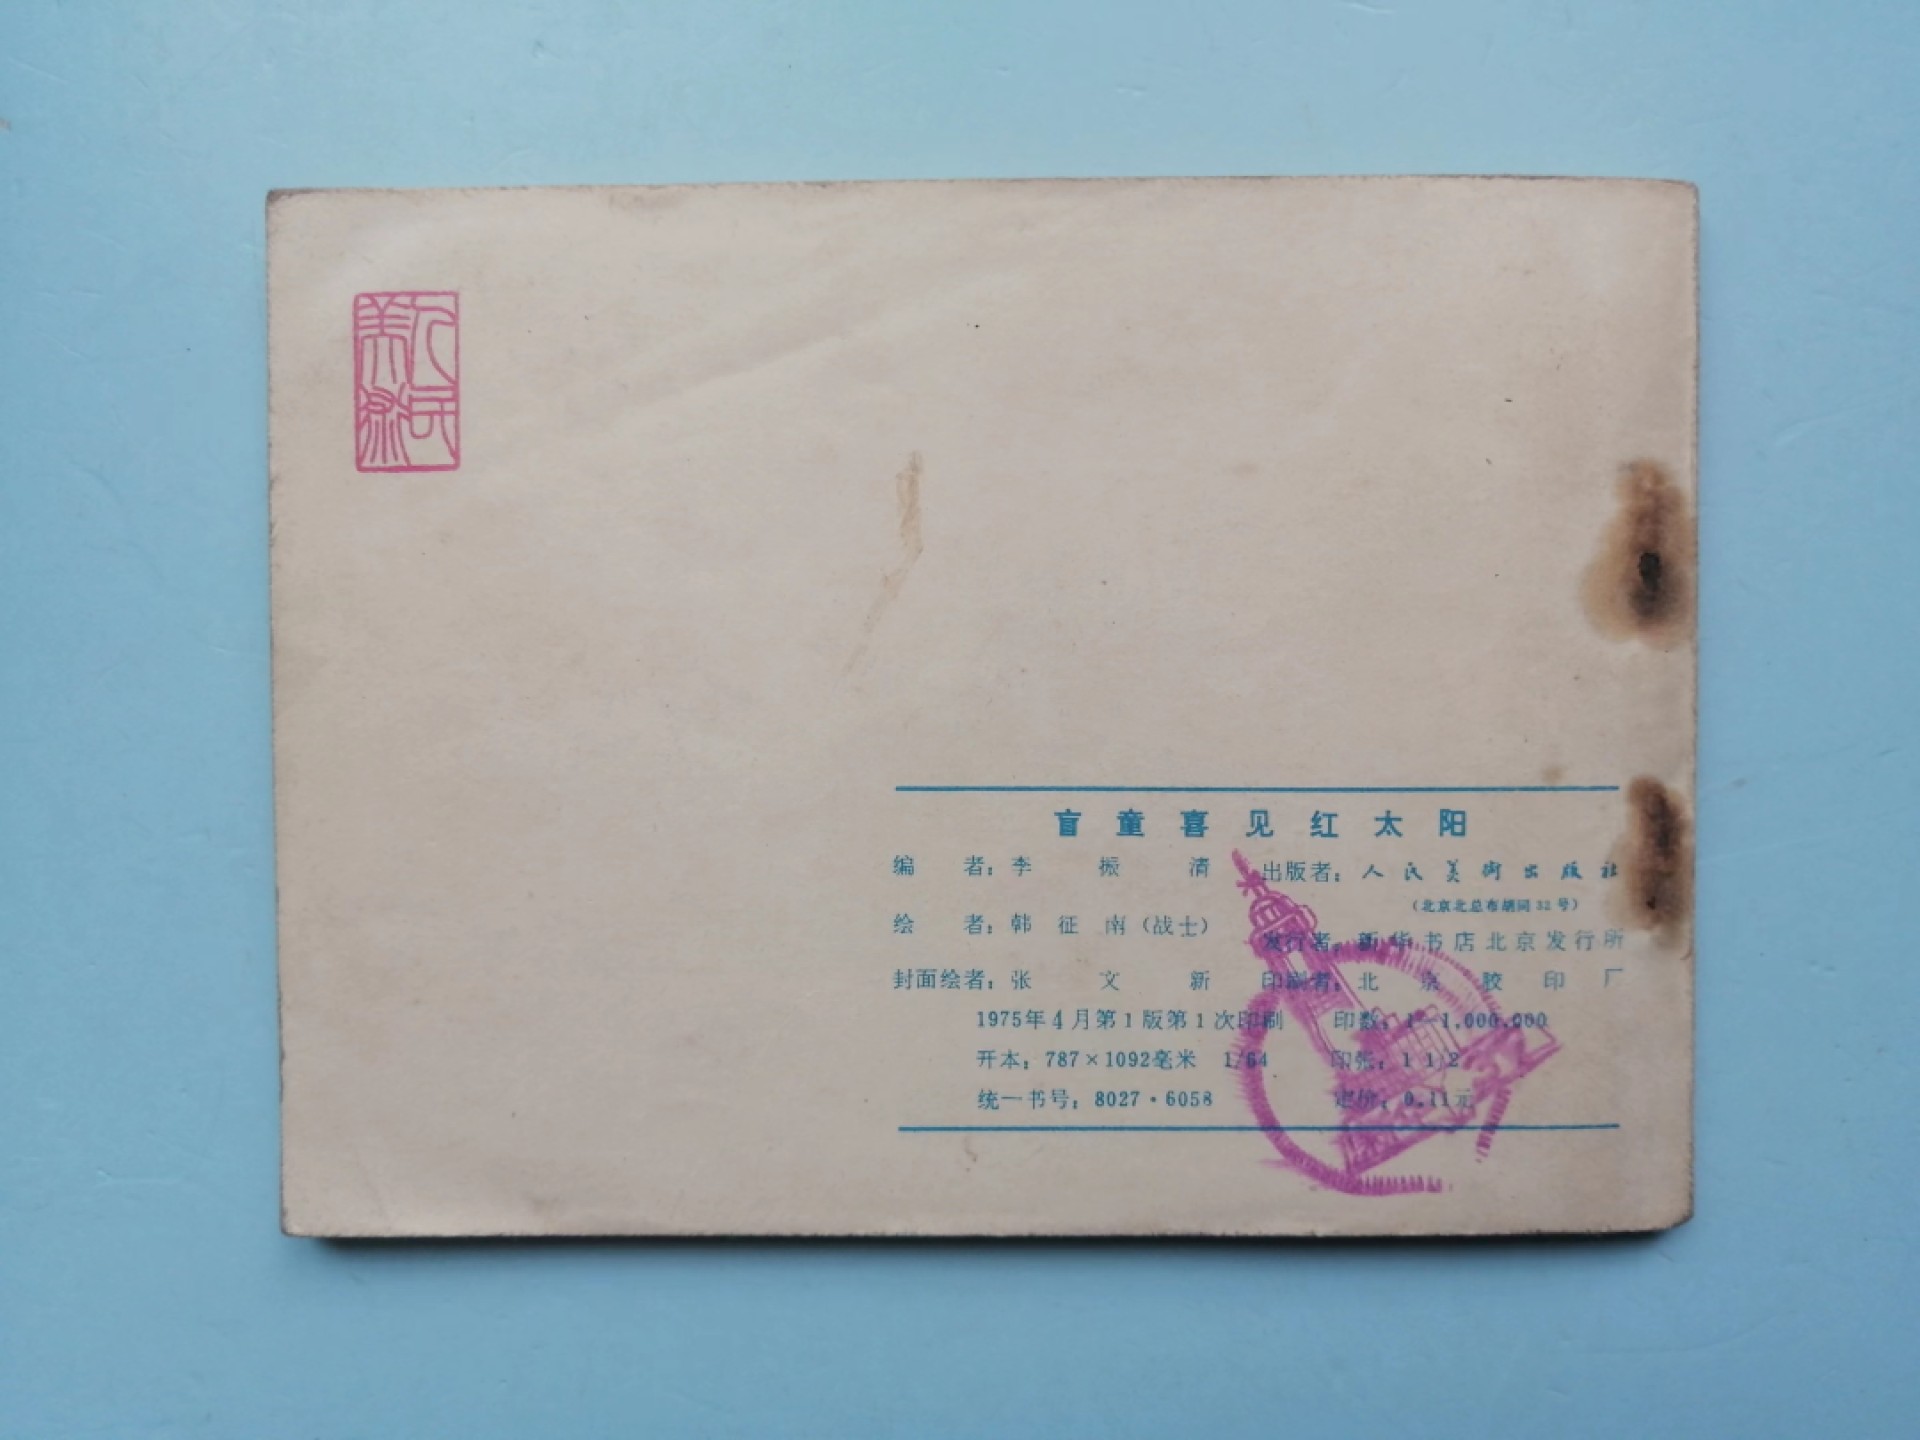 人民美术
盲童喜见红太阳
编者：李振清
绘者：韩征南（战士）
封面绘者：张文新
出版者：人民美術出版社
（北京北总布胡同32号）
发行者：新华书店北京发行所
印刷者：北京胶印厂
1975年4月第1版第1次印刷 印数：1—1,000,000
开本：787×1092毫米 1/64 印张：1 1/2
统一书号：8027·6058 定价：0.11元